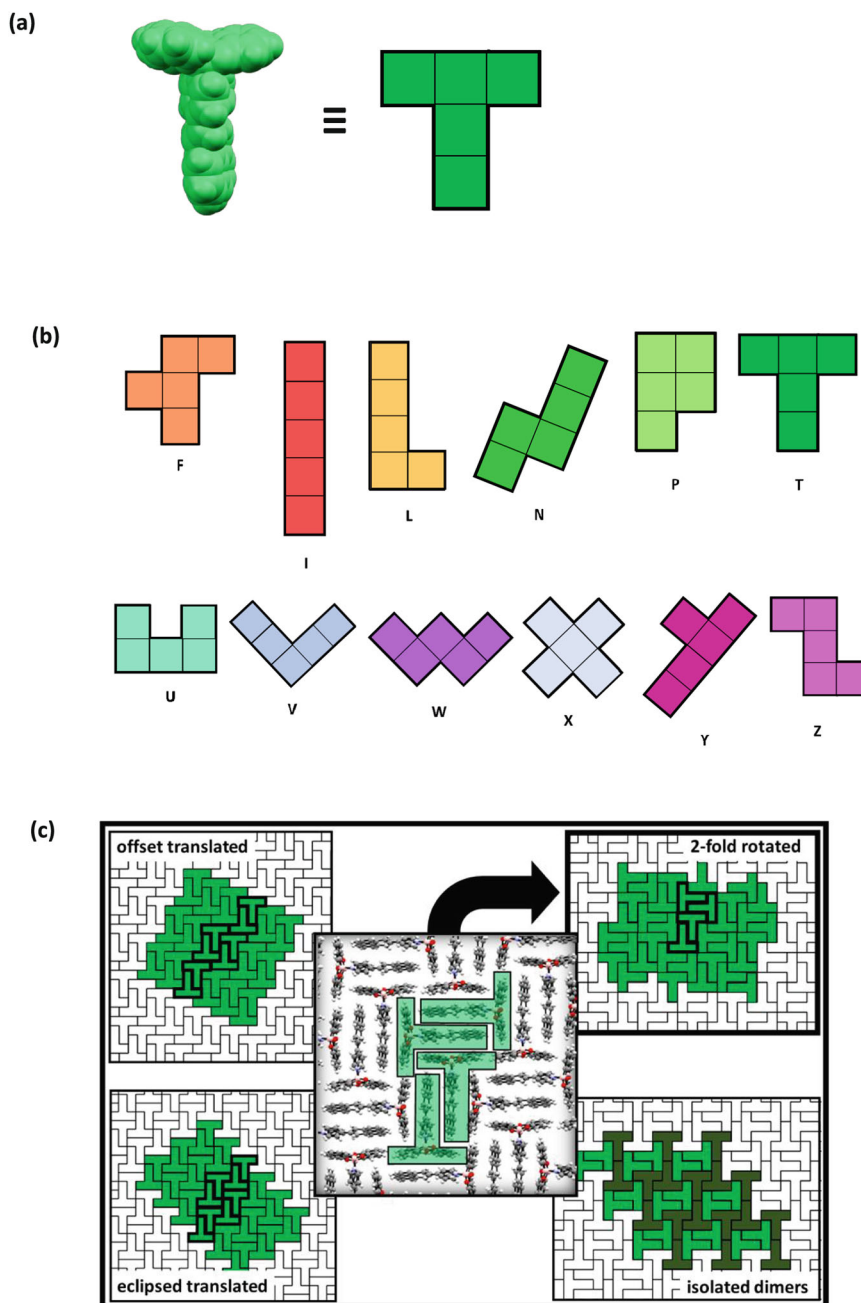 (a)
≡
(b)
F
I
L
N
P
T
U
V
W
X
Y
Z
(c)
offset translated
2-fold rotated
eclipsed translated
isolated dimers